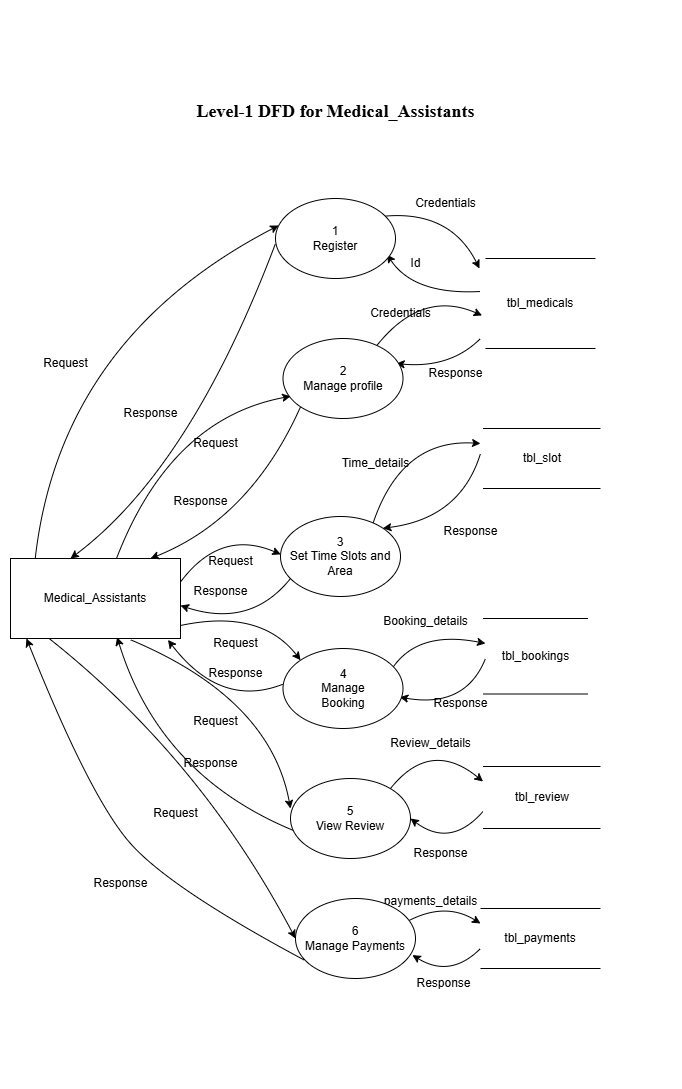 Level-1 DFD for Medical_Assistants
Credentials
1
Register
Id
tbl_medicals
Credentials
Request
2
Manage profile
Response
Response
Request
Time_details
tbl_slot
Response
Response
3
Set Time Slots and
Area
Request
Response
Medical_Assistants
Booking_details
Request
4
Manage
Booking
tbl_bookings
Response
Response
Request
Review_details
Response
5
View Review
tbl_review
Request
Response
Response
payments_details
6
Manage Payments
tbl_payments
Response